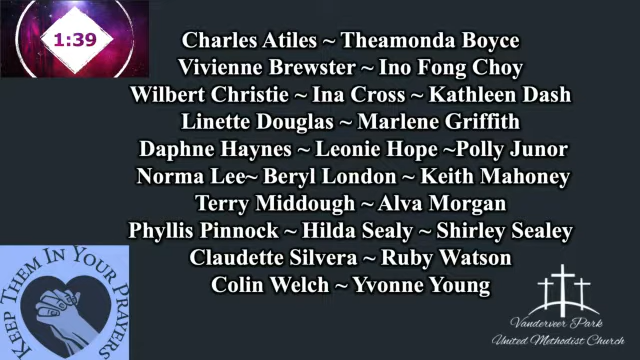 1:39
Charles Atiles ~ Theamonda Boyce
Vivienne Brewster ~ Ino Fong Choy
Wilbert Christie ~ Ina Cross ~ Kathleen Dash
Linette Douglas ~ Marlene Griffith
Daphne Haynes ~ Leonie Hope ~Polly Junor
Norma Lee~ Beryl London ~ Keith Mahoney
Terry Middough ~ Alva Morgan
Phyllis Pinnock ~ Hilda Sealy ~ Shirley Sealey
Claudette Silvera ~ Ruby Watson
Colin Welch ~ Yvonne Young
KEEP THEM IN YOUR PRAYERS
Vanderveer Park
United Methodist Church